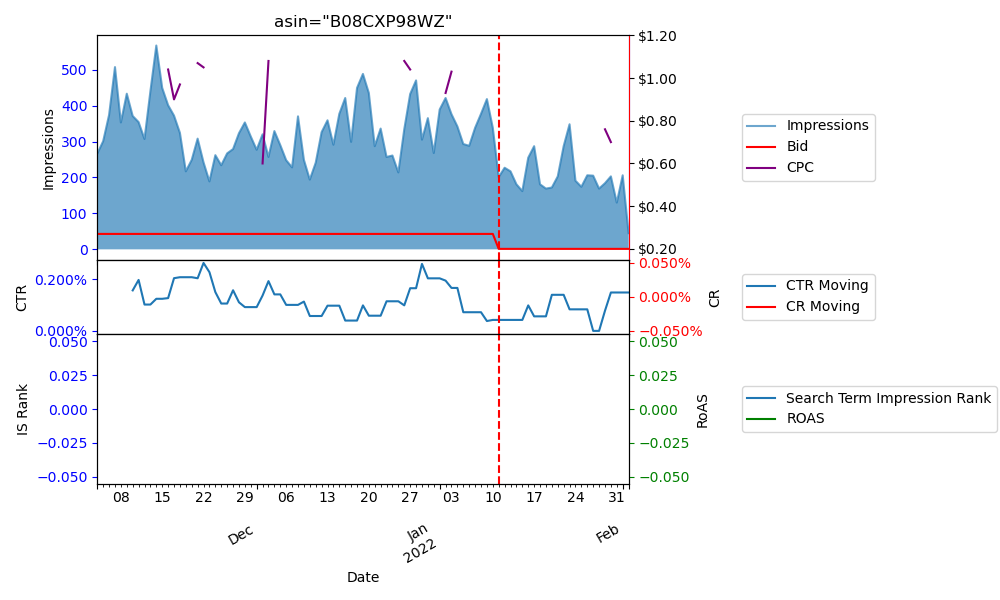 asin="B08CXP98WZ"
Impressions
500
400
300
200
100
0
$1.20
$1.00
$0.80
$0.60
$0.40
$0.20
Impressions
Bid
CPC
CTR
0.200%
0.000%
0.050%
0.000%
−0.050%
CR
CTR Moving
CR Moving
IS Rank
0.050
0.025
0.000
−0.025
−0.050
0.050
0.025
0.000
−0.025
−0.050
RoAS
Search Term Impression Rank
ROAS
08 15 22 29 06 13 20 27 03 10 17 24 31
Dec
Jan
2022
Feb
Date